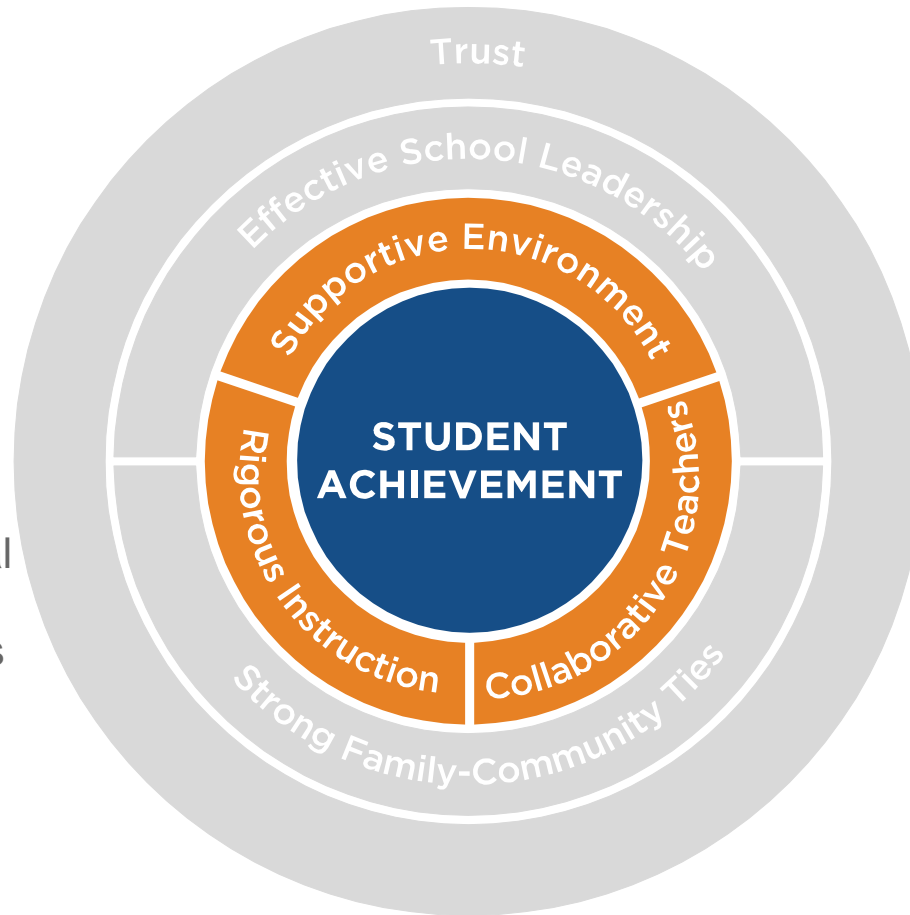 Trust
Effective School Leadership
Supportive Environment
STUDENT
ACHIEVEMENT
Rigorous Instruction
Collaborative Teachers
Strong Family-Community Ties